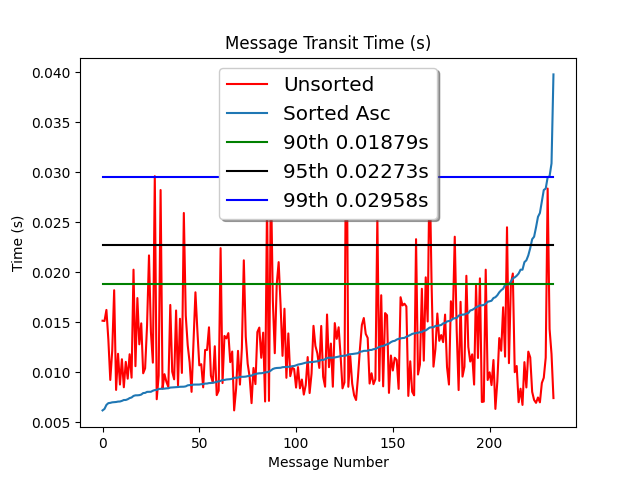 Message Transit Time (s)
Unsorted
Sorted Asc
90th 0.01879s
95th 0.02273s
99th 0.02958s
0.040
0.035
0.030
0.025
0.020
0.015
0.010
0.005
Time (s)
0 50 100 150 200
Message Number